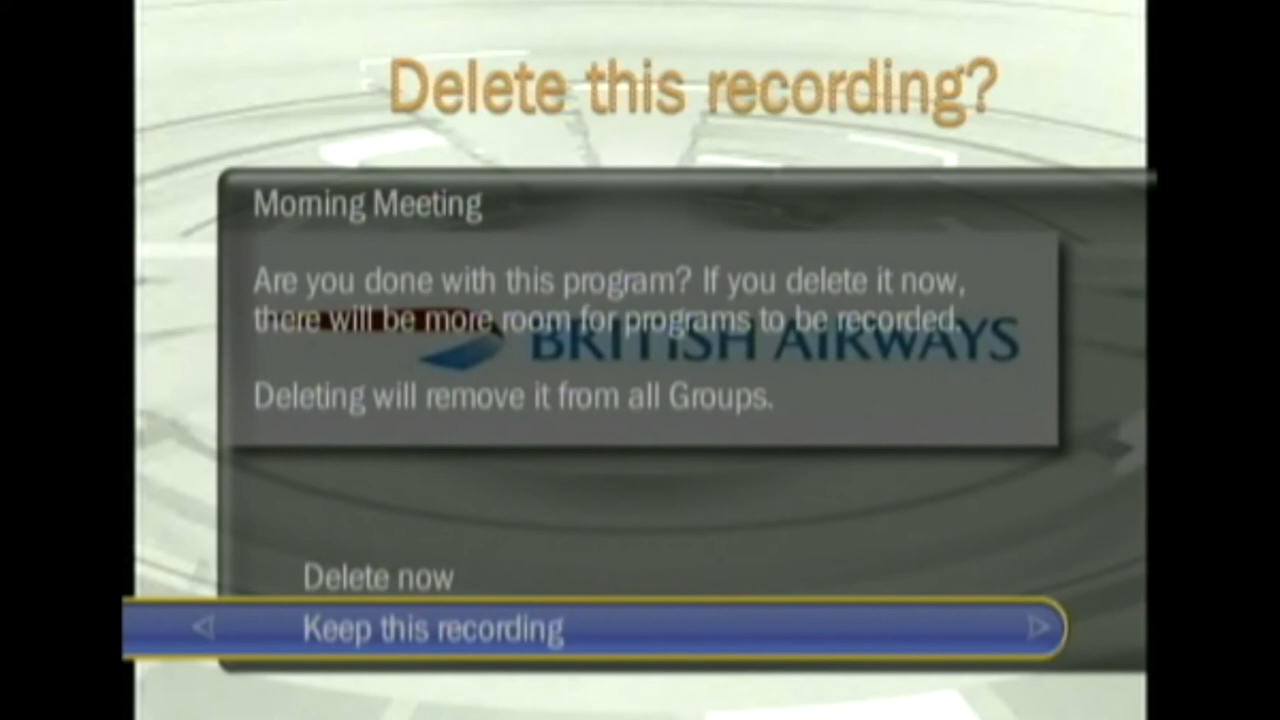 Delete this recording?
Morning Meeting
Are you done with this program? If you delete it now,
there will be more room for programs to be recorded.
BRITISH AIRWAYS
Deleting will remove it from all Groups.
Delete now
Keep this recording